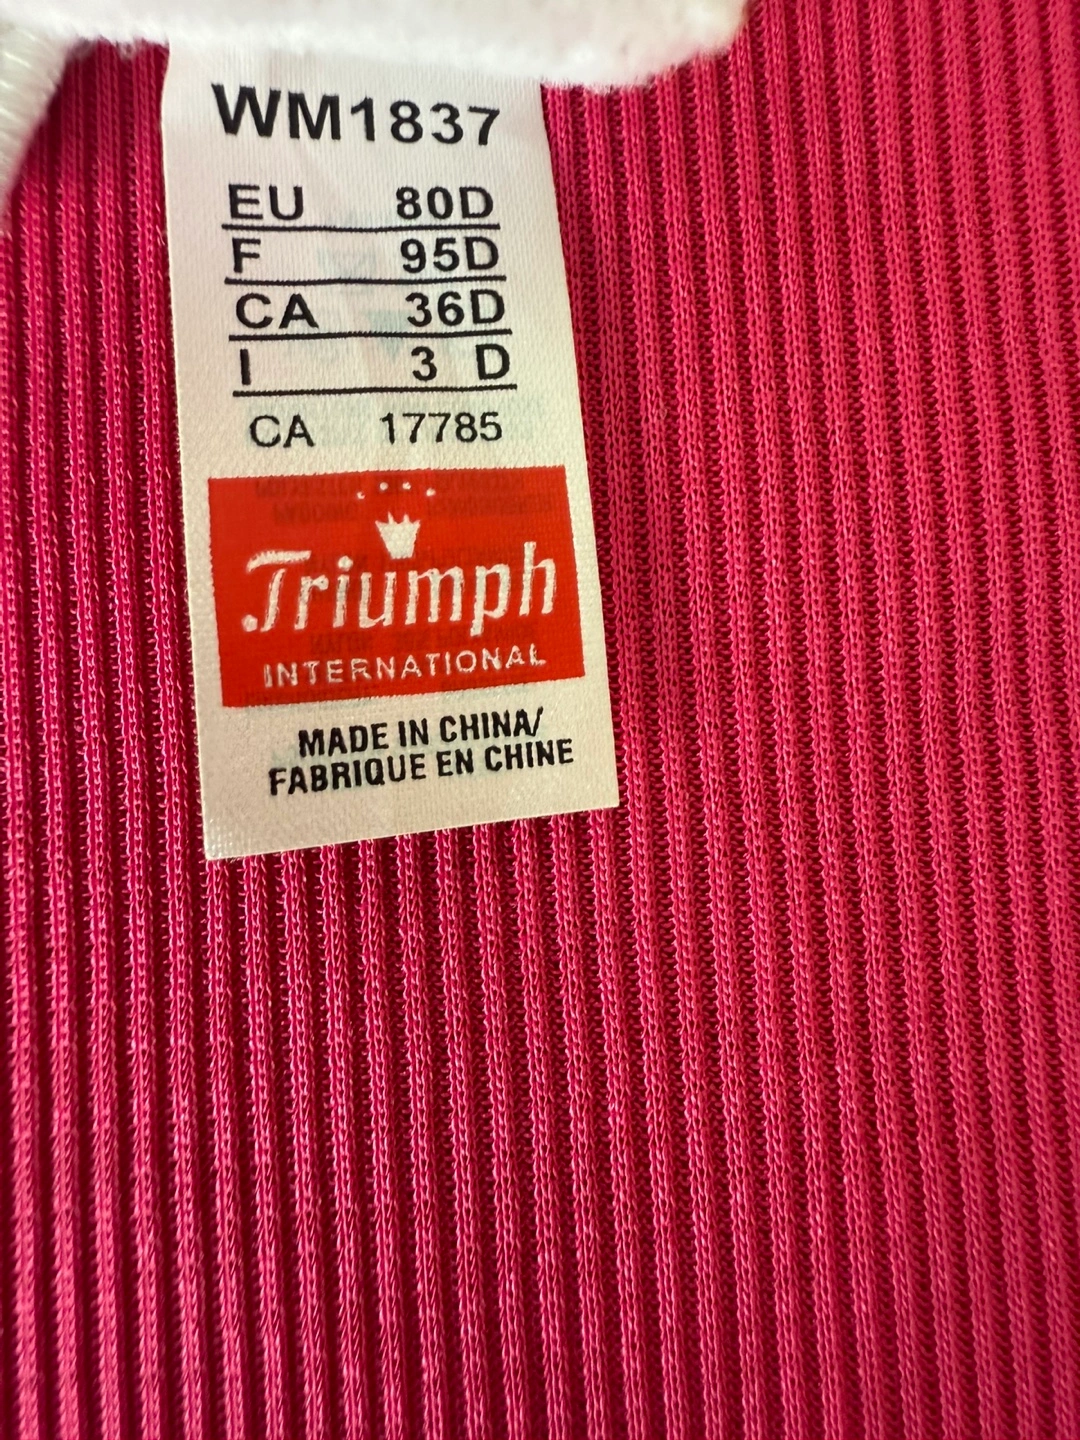 WM1837
EU 80D
F 95D
CA 36D
I 3 D
CA 17785
Triumph
INTERNATIONAL
MADE IN CHINA/
FABRIQUE EN CHINE